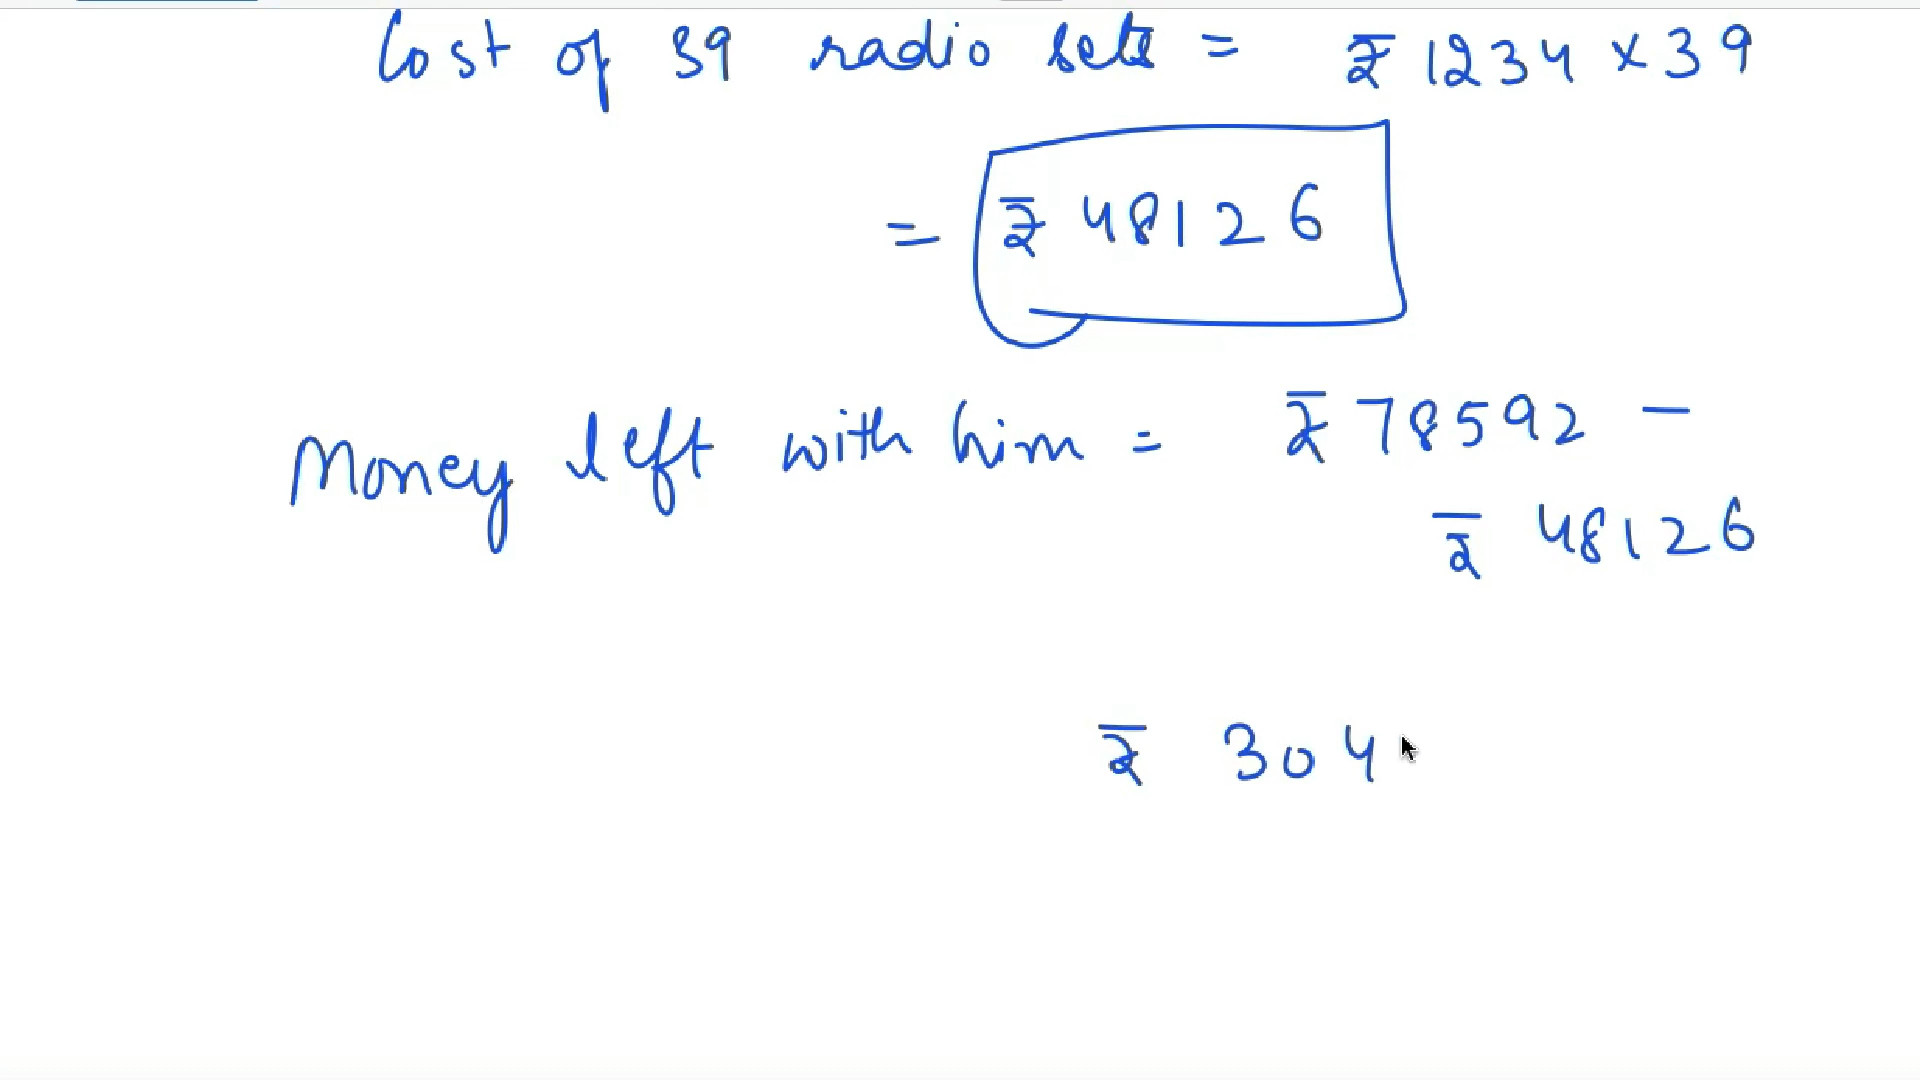 Cost of 39 radio sets = ₹ 1234 × 39
= ₹ 48126
Money left with him = ₹ 78592 –
₹ 48126
₹ 304